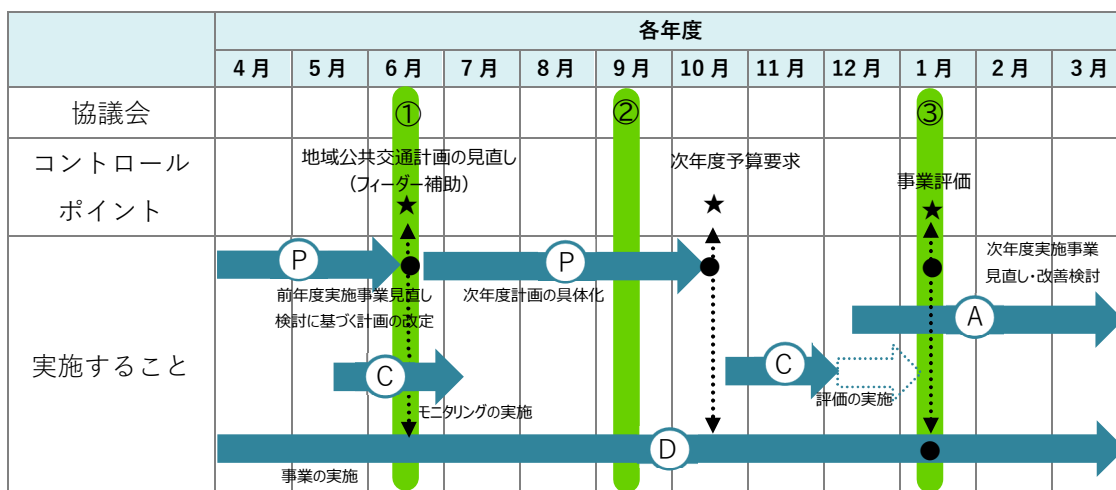 各年度
4月 5月 6月 7月 8月 9月 10月 11月 12月 1月 2月 3月
協議会 ① ② ③
コントロール
ポイント
地域公共交通計画の見直し
(フィーダー補助)
★
次年度予算要求
★
事業評価
★
実施すること
P
前年度実施事業見直し
検討に基づく計画の改定
P
次年度計画の具体化
次年度実施事業
見直し・改善検討
A
C
モニタリングの実施
C
評価の実施
D
事業の実施